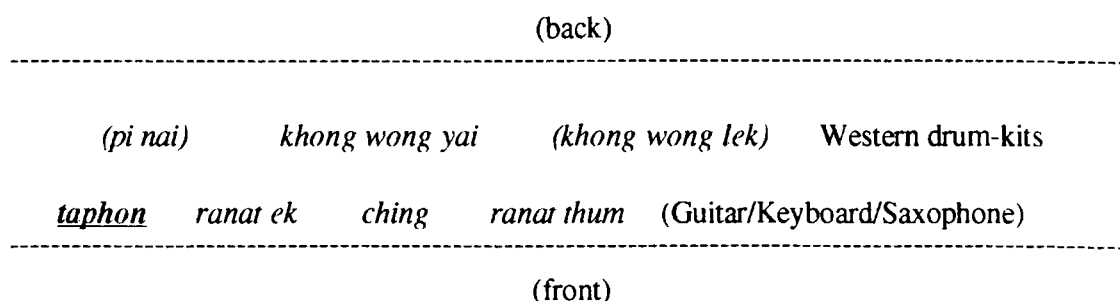 (back)
(pi nai) khong wong yai (khong wong lek) Western drum-kits
taphon ranat ek ching ranat thum (Guitar/Keyboard/Saxophone)
(front)